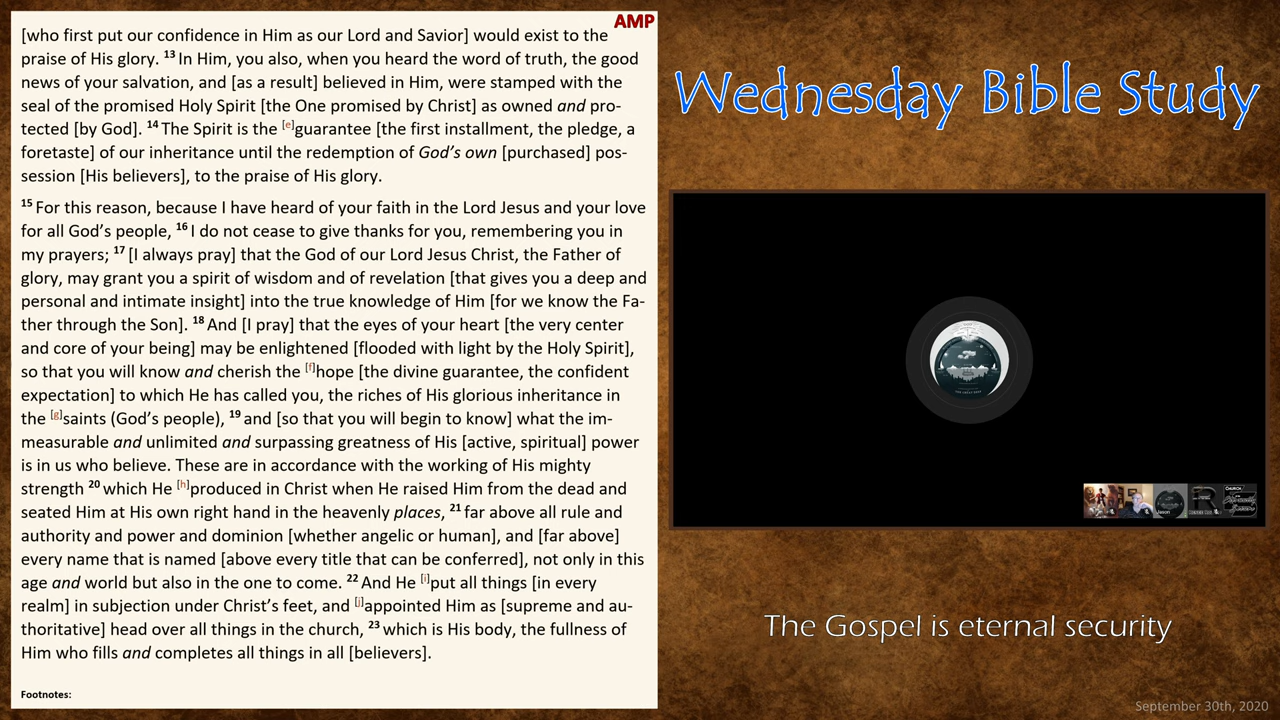 AMP
[who first put our confidence in Him as our Lord and Savior] would exist to the
praise of His glory. 13 In Him, you also, when you heard the word of truth, the good
news of your salvation, and [as a result] believed in Him, were stamped with the
seal of the promised Holy Spirit [the One promised by Christ] as owned and pro-
tected [by God]. 14 The Spirit is the [e]guarantee [the first installment, the pledge, a
foretaste] of our inheritance until the redemption of God's own [purchased] pos-
session [His believers], to the praise of His glory.
15 For this reason, because I have heard of your faith in the Lord Jesus and your love
for all God's people, 16 I do not cease to give thanks for you, remembering you in
my prayers; 17 [I always pray] that the God of our Lord Jesus Christ, the Father of
glory, may grant you a spirit of wisdom and of revelation [that gives you a deep and
personal and intimate insight] into the true knowledge of Him [for we know the Fa-
ther through the Son]. 18 And [I pray] that the eyes of your heart [the very center
and core of your being] may be enlightened [flooded with light by the Holy Spirit],
so that you will know and cherish the [f]hope [the divine guarantee, the confident
expectation] to which He has called you, the riches of His glorious inheritance in
the [g]saints (God's people), 19 and [so that you will begin to know] what the im-
measurable and unlimited and surpassing greatness of His [active, spiritual] power
is in us who believe. These are in accordance with the working of His mighty
strength 20 which He [h]produced in Christ when He raised Him from the dead and
seated Him at His own right hand in the heavenly places, 21 far above all rule and
authority and power and dominion [whether angelic or human], and [far above]
every name that is named [above every title that can be conferred], not only in this
age and world but also in the one to come. 22 And He [i]put all things [in every
realm] in subjection under Christ's feet, and [j]appointed Him as [supreme and au-
thoritative] head over all things in the church, 23 which is His body, the fullness of
Him who fills and completes all things in all [believers].
Footnotes:
Wednesday Bible Study
Jason
CHURCH
The Gospel is eternal security
September 30th, 2020